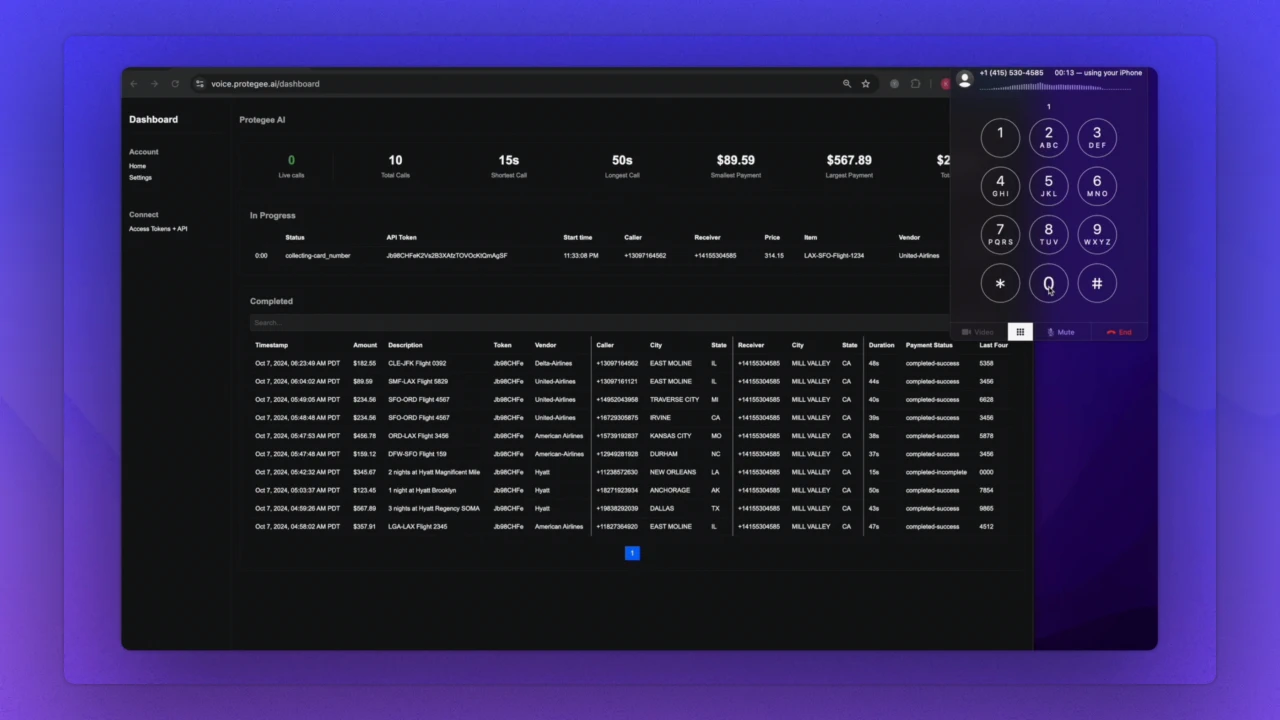 voice.protegee.ai/dashboard
+1 (415) 530-4585 00:13 — using your iPhone
1
1
2 ABC
3 DEF
4 GHI
5 JKL
6 MNO
7 PQRS
8 TUV
9 WXYZ
*
0
#
Video Mute End
Dashboard
Account
Home
Settings
Connect
Access Tokens + API
Protegee AI
0 10 15s 50s $89.59 $567.89 $2
Live calls Total Calls Shortest Call Longest Call Smallest Payment Largest Payment
In Progress
Status API Token Start time Caller Receiver Price Item Vendor
0:00 collecting-card_number +13097164562 +14155304585 11:33:08 PM 314.15 LAX-SFO-Flight-1234 United-Airlines
Completed
Search...
Timestamp Amount Description Token Vendor Caller City State Receiver City State Duration Payment Status Last Four
Oct 7, 2024, 06:23:49 AM PDT $182.55 CLE-JFK Flight 0392 Jb98CHFe Delta-Airlines +13097164562 EAST MOLINE IL +14155304585 MILL VALLEY CA 48s completed-success 5358
Oct 7, 2024, 06:04:02 AM PDT $89.59 SMF-LAX Flight 5829 Jb98CHFe United-Airlines +13097161121 EAST MOLINE IL +14155304585 MILL VALLEY CA 44s completed-success 3456
Oct 7, 2024, 05:49:05 AM PDT $234.56 SFO-ORD Flight 4567 Jb98CHFe United-Airlines +14952043958 TRAVERSE CITY MI +14155304585 MILL VALLEY CA 40s completed-success 6628
Oct 7, 2024, 05:48:48 AM PDT $234.56 SFO-ORD Flight 4567 Jb98CHFe United-Airlines +16729305875 IRVINE CA +14155304585 MILL VALLEY CA 39s completed-success 3456
Oct 7, 2024, 05:47:53 AM PDT $456.78 ORD-LAX Flight 3456 Jb98CHFe American Airlines +15739192837 KANSAS CITY MO +14155304585 MILL VALLEY CA 38s completed-success 5878
Oct 7, 2024, 05:47:48 AM PDT $159.12 DFW-SFO Flight 159 Jb98CHFe American-Airlines +12949281928 DURHAM NC +14155304585 MILL VALLEY CA 37s completed-success 3456
Oct 7, 2024, 05:42:32 AM PDT $345.67 2 nights at Hyatt Magnificent Mile Jb98CHFe Hyatt +11238572630 NEW ORLEANS LA +14155304585 MILL VALLEY CA 15s completed-incomplete 0000
Oct 7, 2024, 05:03:37 AM PDT $123.45 1 night at Hyatt Brooklyn Jb98CHFe Hyatt +18271923934 ANCHORAGE AK +14155304585 MILL VALLEY CA 50s completed-success 7854
Oct 7, 2024, 04:59:26 AM PDT $567.89 3 nights at Hyatt Regency SOMA Jb98CHFe Hyatt +19838292039 DALLAS TX +14155304585 MILL VALLEY CA 43s completed-success 9865
Oct 7, 2024, 04:58:02 AM PDT $357.91 LGA-LAX Flight 2345 Jb98CHFe American Airlines +11827364920 EAST MOLINE IL +14155304585 MILL VALLEY CA 47s completed-success 4512
1